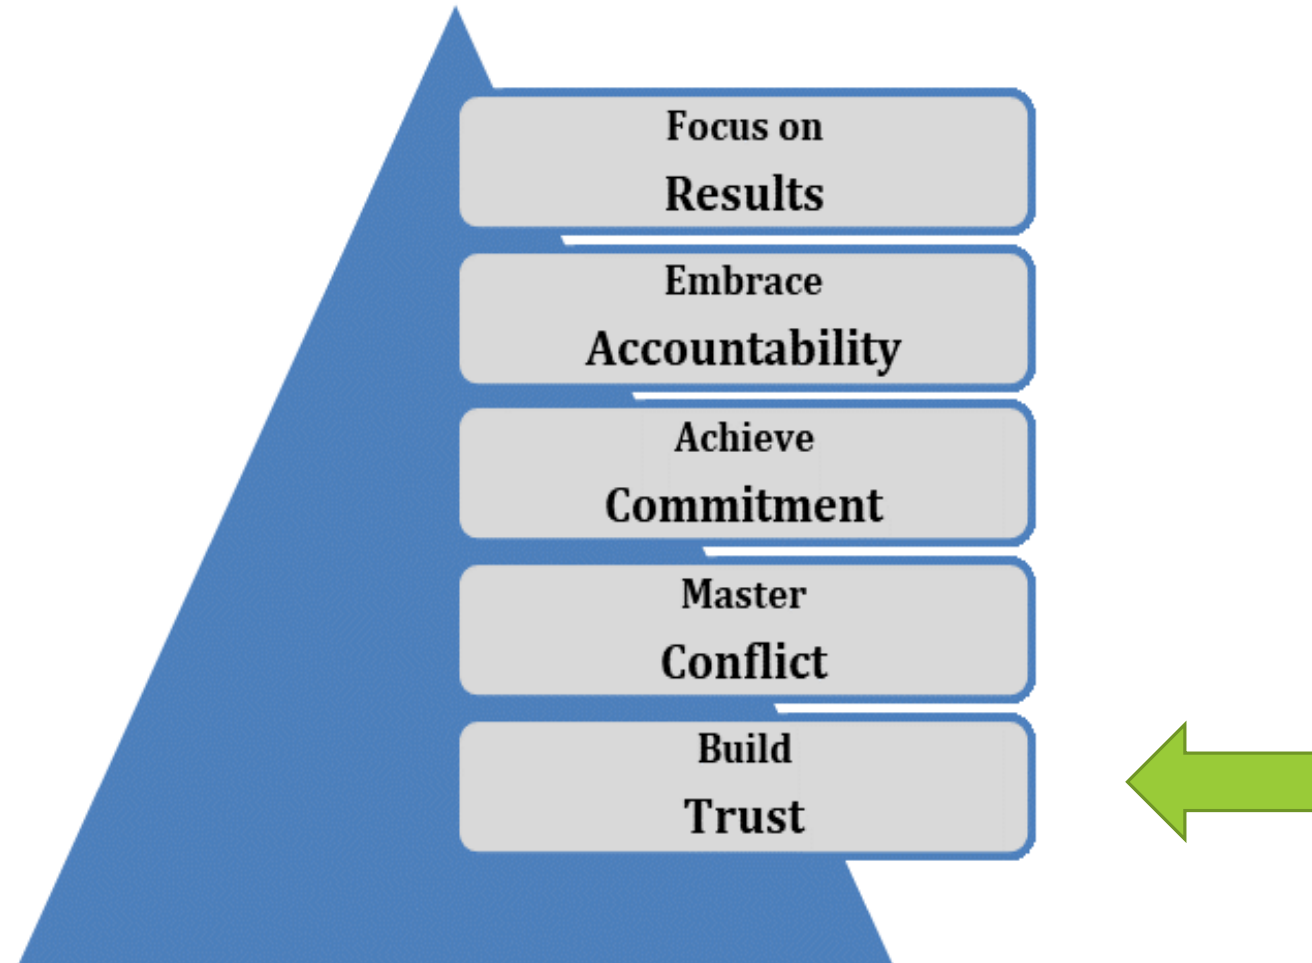 Focus on
Results
Embrace
Accountability
Achieve
Commitment
Master
Conflict
Build
Trust